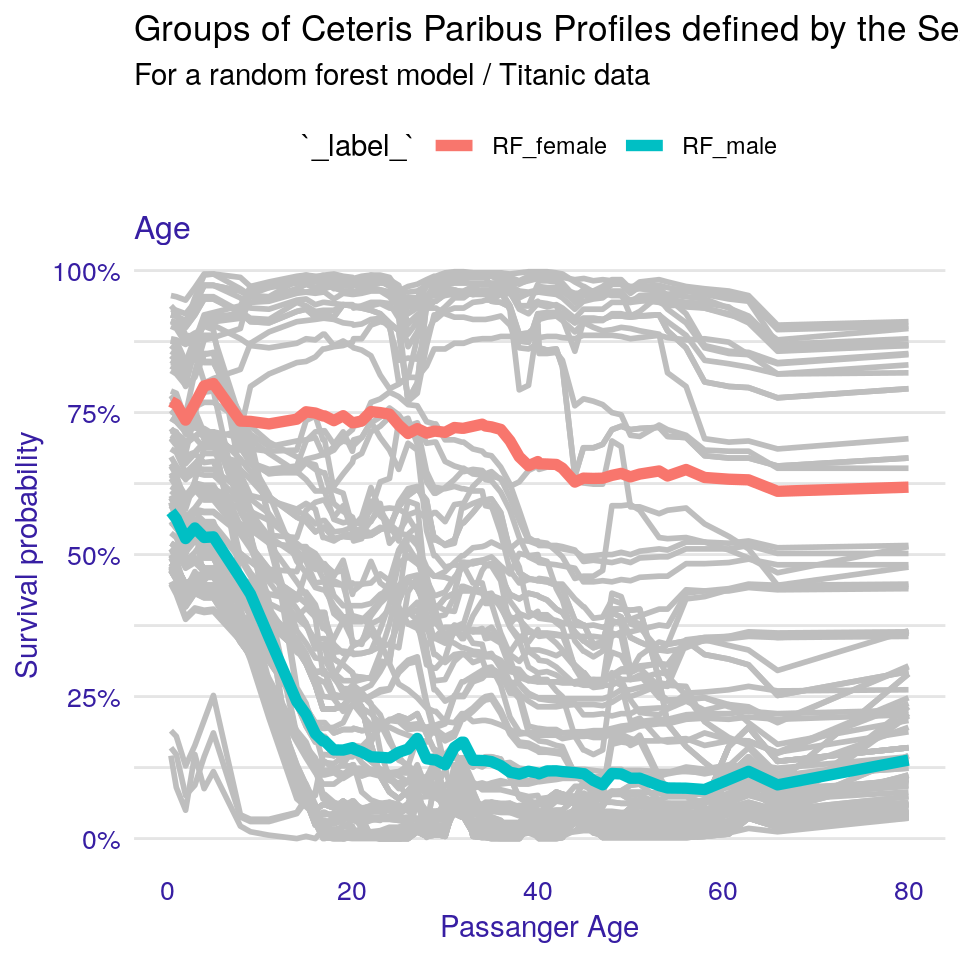 Groups of Ceteris Paribus Profiles defined by the Se
For a random forest model / Titanic data
`_label_` RF_female RF_male
Age
100%
75%
50%
25%
0%
Survival probability
0 20 40 60 80
Passanger Age